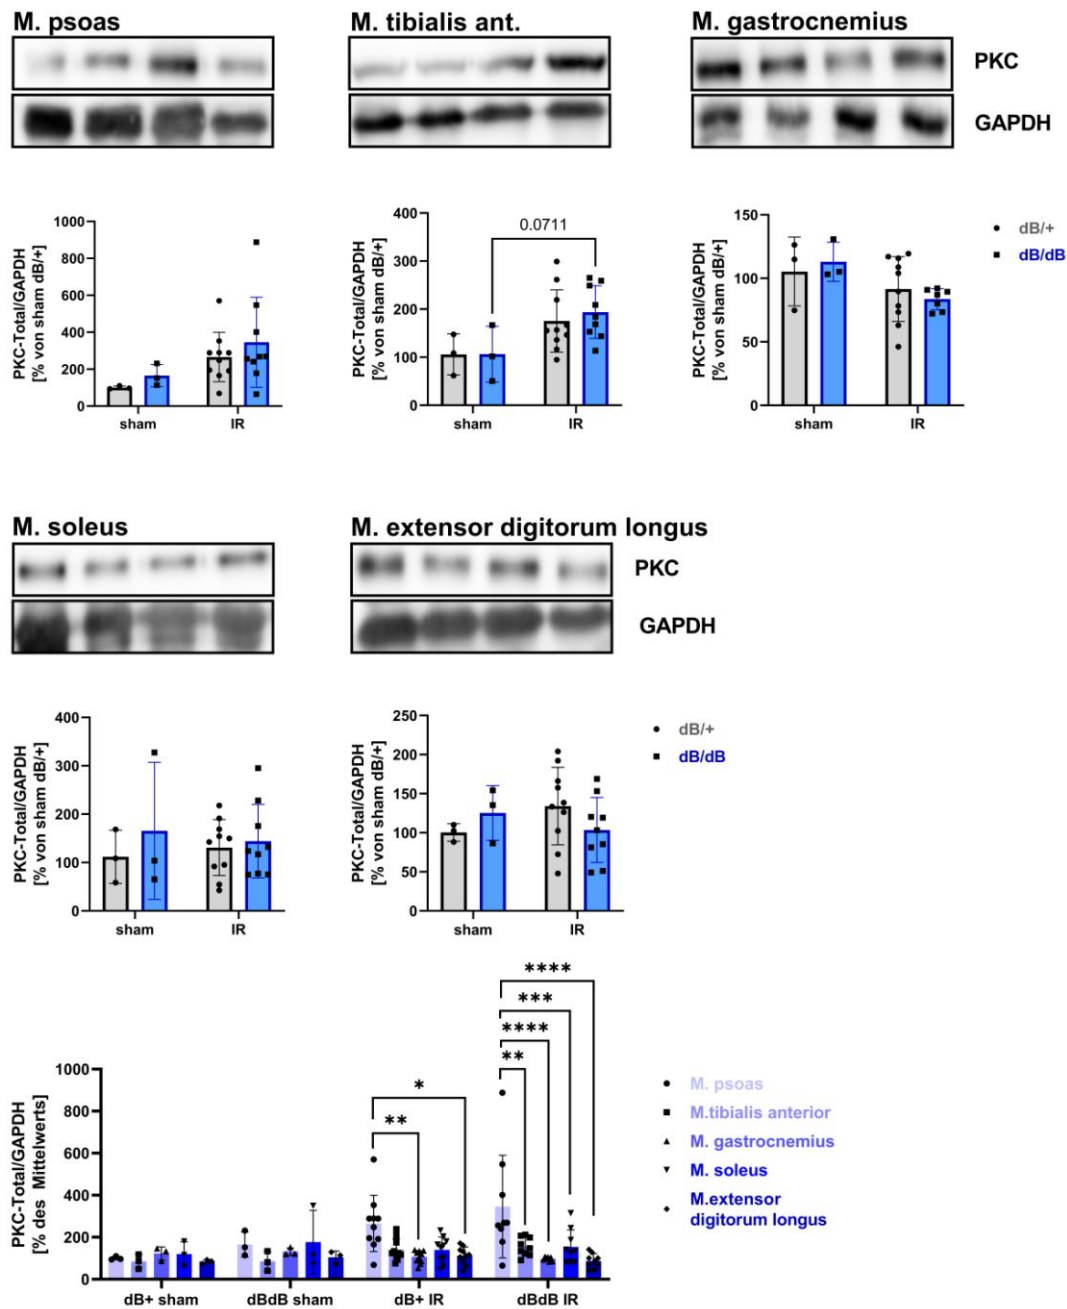 M. psoas
M. tibialis ant.
M. gastrocnemius
PKC
GAPDH
PKC-Total/GAPDH
[% von sham dB/+]
1000
800
600
400
200
0
sham
IR
PKC-Total/GAPDH
[% von sham dB/+]
400
300
200
100
0
0.0711
sham
IR
PKC-Total/GAPDH
[% von sham dB/+]
150
100
50
0
sham
IR
dB/+
dB/dB
M. soleus
M. extensor digitorum longus
PKC
GAPDH
PKC-Total/GAPDH
[% von sham dB/+]
400
300
200
100
0
sham
IR
PKC-Total/GAPDH
[% von sham dB/+]
250
200
150
100
50
0
sham
IR
dB/+
dB/dB
PKC-Total/GAPDH
[% des Mittelwerts]
1000
800
600
400
200
0
*
**
****
***
****
**
dB+ sham
dBdB sham
dB+ IR
dBdB IR
M. psoas
M.tibialis anterior
M. gastrocnemius
M. soleus
M.extensor
digitorum longus